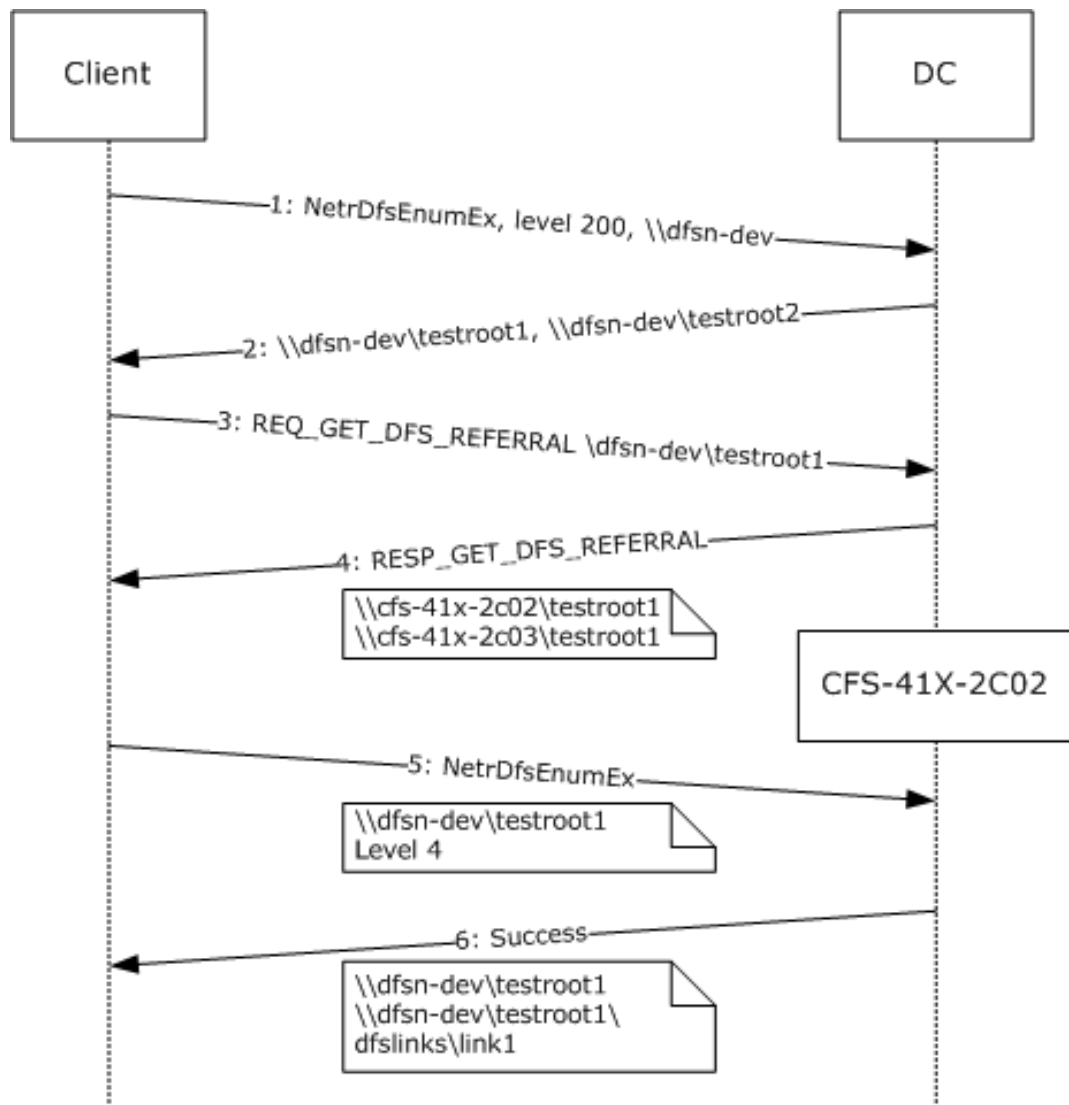 Client
DC
1: NetrDfsEnumEx, level 200, \\dfsn-dev
2: \\dfsn-dev\testroot1, \\dfsn-dev\testroot2
3: REQ_GET_DFS_REFERRAL \dfsn-dev\testroot1
4: RESP_GET_DFS_REFERRAL
\\cfs-41x-2c02\testroot1
\\cfs-41x-2c03\testroot1
CFS-41X-2C02
5: NetrDfsEnumEx
\\dfsn-dev\testroot1
Level 4
6: Success
\\dfsn-dev\testroot1
\\dfsn-dev\testroot1\
dfslinks\link1